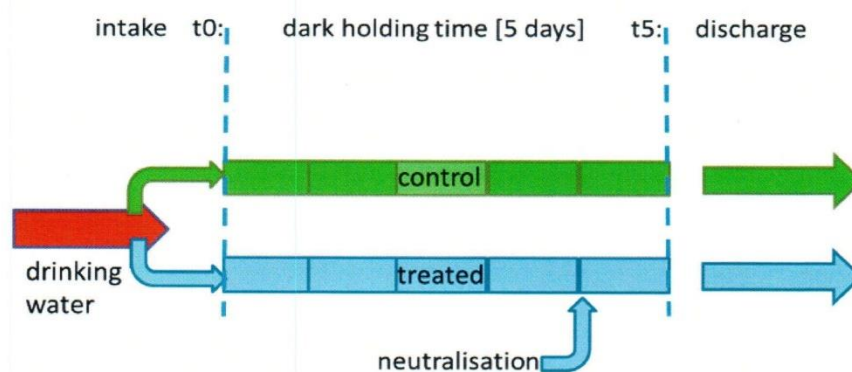 intake t0: dark holding time [5 days] t5: discharge
control
drinking
water
treated
neutralisation